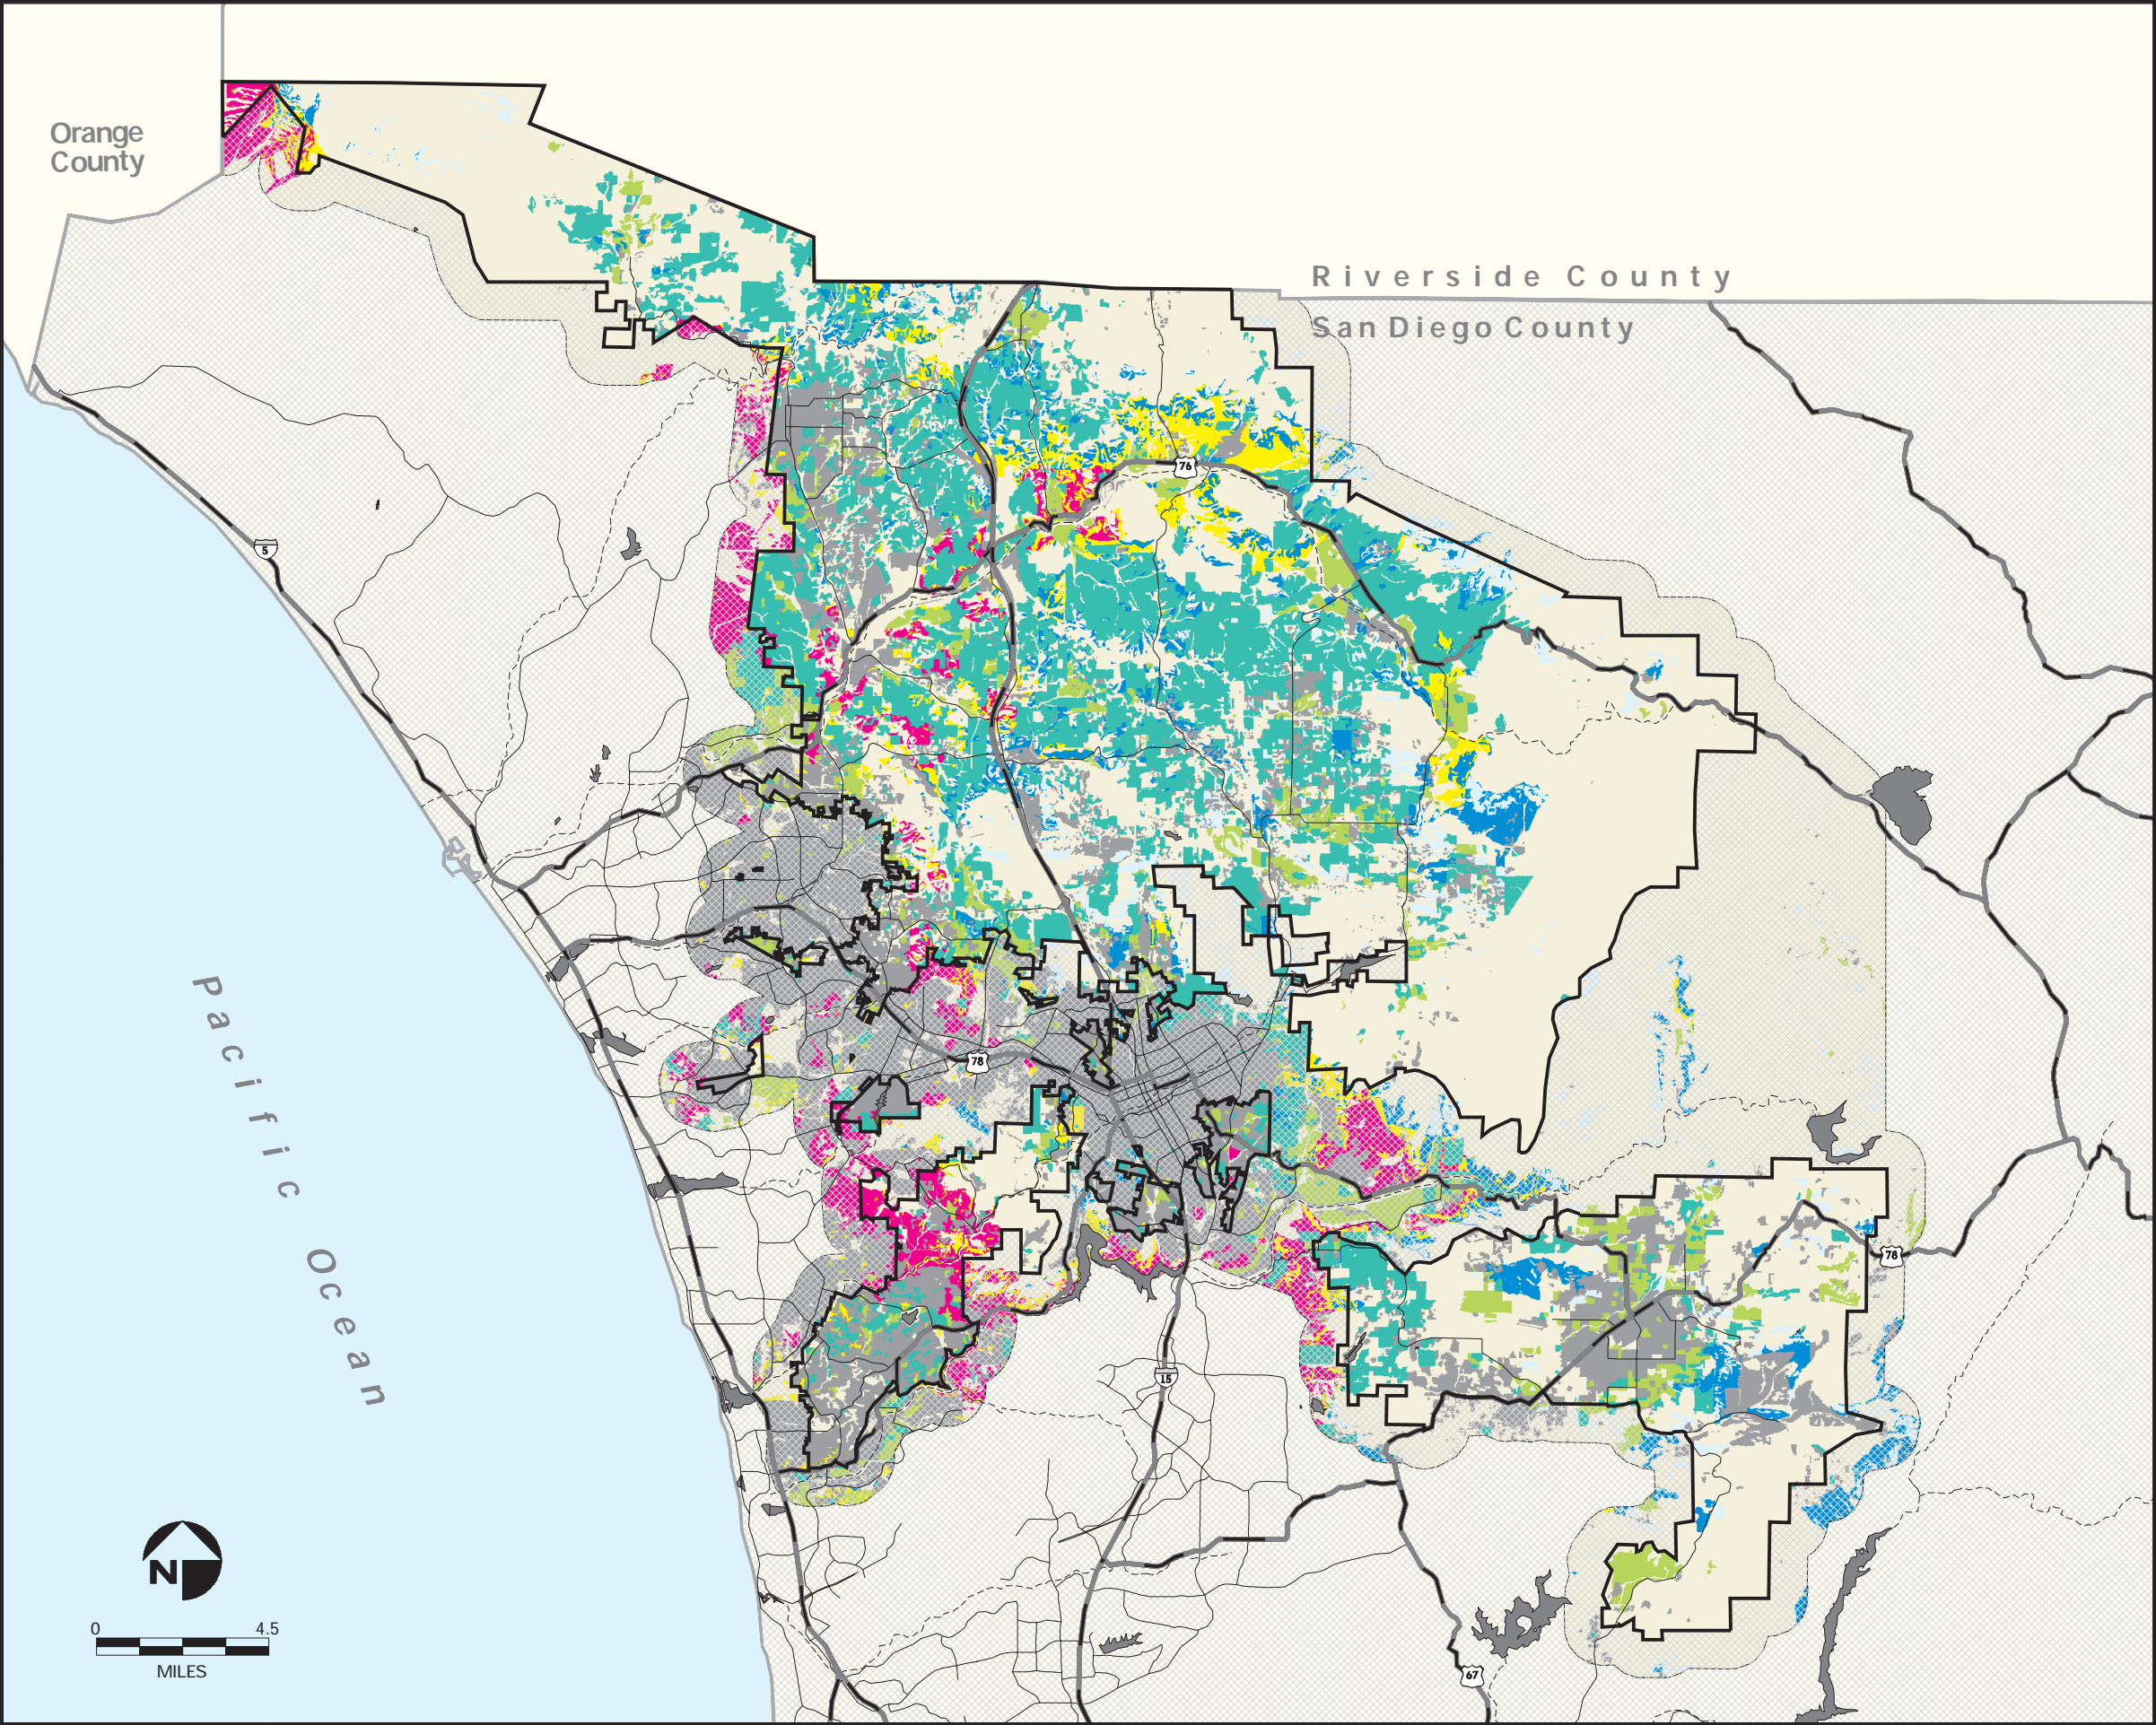 Orange
County
Riverside County
San Diego County
76
5
78
Pacific Ocean
78
15
N
0 4.5
MILES
67